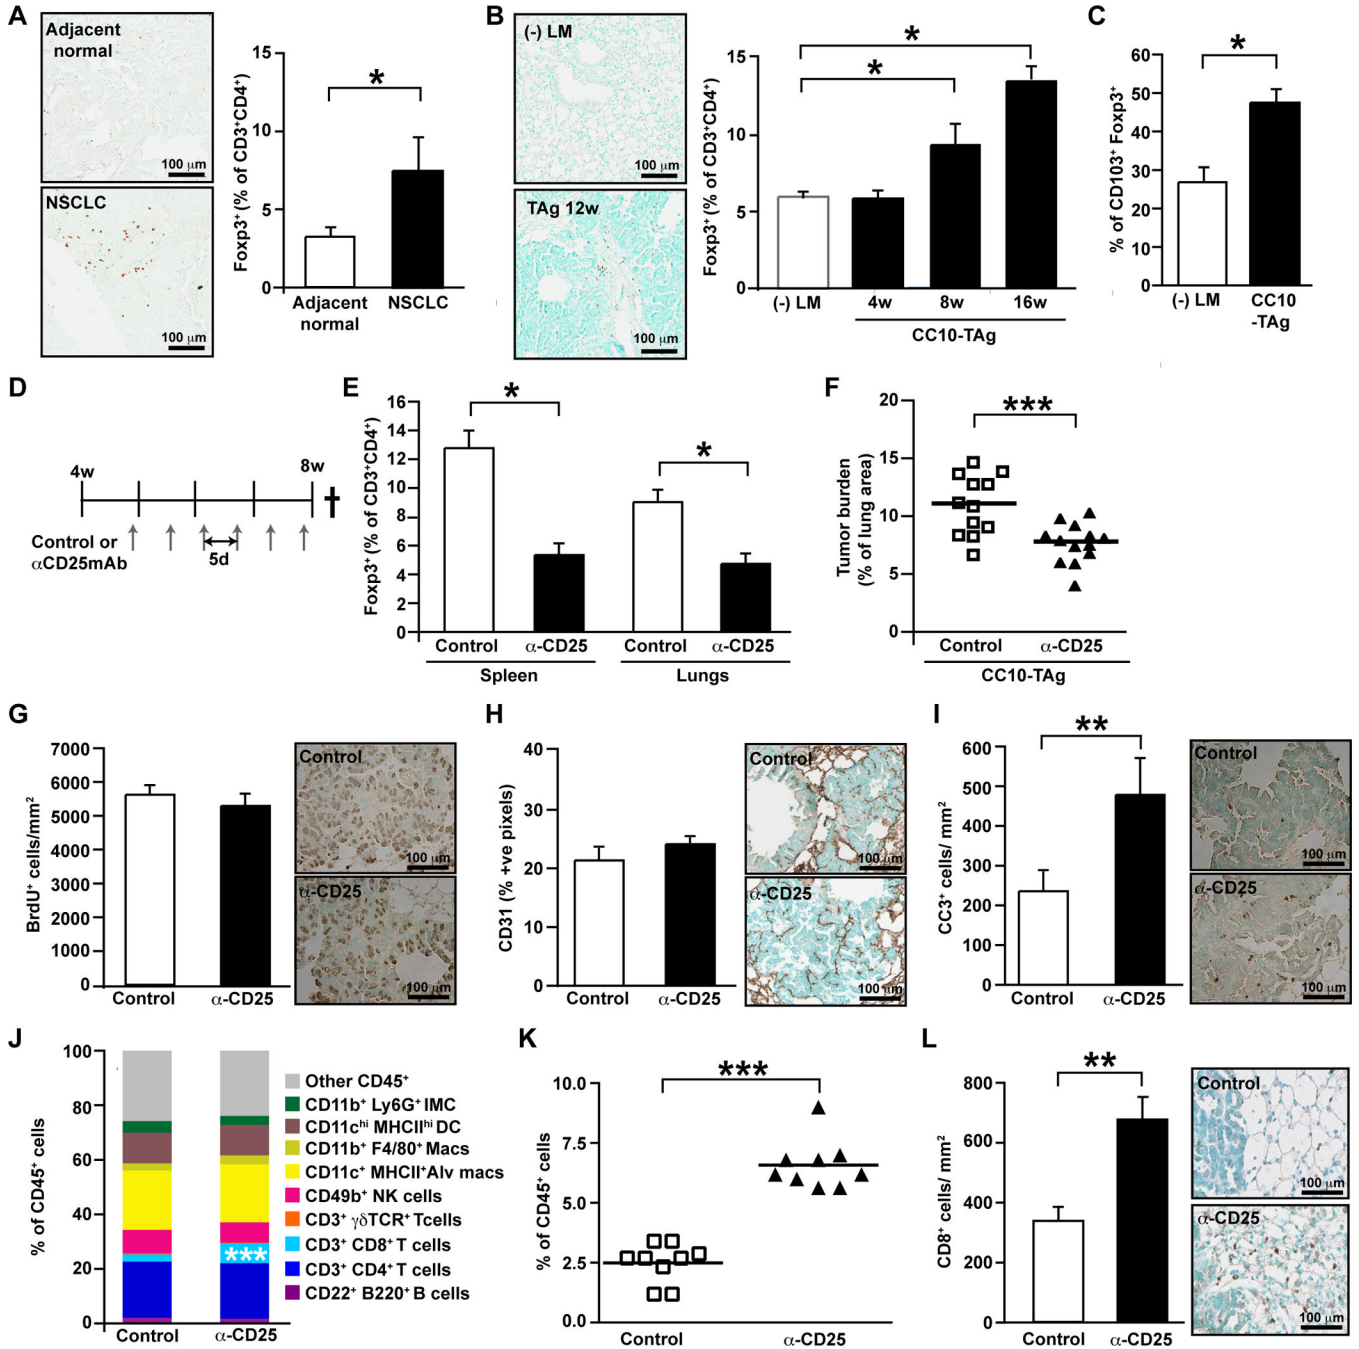 A
Adjacent
normal
100 μm
NSCLC
100 μm
Foxp3⁺ (% of CD3⁺CD4⁺)
15
10
5
0
*
Adjacent
normal
NSCLC
B
(-) LM
100 μm
TAg 12w
100 μm
Foxp3⁺ (% of CD3⁺CD4⁺)
15
10
5
0
*
*
(-) LM
4w
8w
16w
CC10-TAg
C
% of CD103⁺ Foxp3⁺
60
50
40
30
20
10
0
*
(-) LM
CC10
-TAg
D
4w
8w
Control or
αCD25mAb
5d
E
Foxp3⁺ (% of CD3⁺CD4⁺)
16
14
12
10
8
6
4
2
0
*
*
Control
α-CD25
Control
α-CD25
Spleen
Lungs
F
Tumor burden
(% of lung area)
20
15
10
5
0
***
Control
α-CD25
CC10-TAg
G
BrdU⁺ cells/mm²
7000
6000
5000
4000
3000
2000
1000
0
Control
α-CD25
Control
100 μm
α-CD25
100 μm
H
CD31 (% +ve pixels)
40
30
20
10
0
Control
α-CD25
Control
100 μm
α-CD25
100 μm
I
CC3⁺ cells/ mm²
600
500
400
300
200
100
0
**
Control
α-CD25
Control
100 μm
α-CD25
100 μm
J
% of CD45⁺ cells
100
80
60
40
20
0
***
Control
α-CD25
Other CD45⁺
CD11b⁺ Ly6G⁺ IMC
CD11cʰⁱ MHCIIʰⁱ DC
CD11b⁺ F4/80⁺ Macs
CD11c⁺ MHCII⁺Alv macs
CD49b⁺ NK cells
CD3⁺ γδTCR⁺ Tcells
CD3⁺ CD8⁺ T cells
CD3⁺ CD4⁺ T cells
CD22⁺ B220⁺ B cells
K
% of CD45⁺ cells
10.0
7.5
5.0
2.5
0.0
***
Control
α-CD25
L
CD8⁺ cells/ mm²
800
600
400
200
0
**
Control
α-CD25
Control
100 μm
α-CD25
100 μm